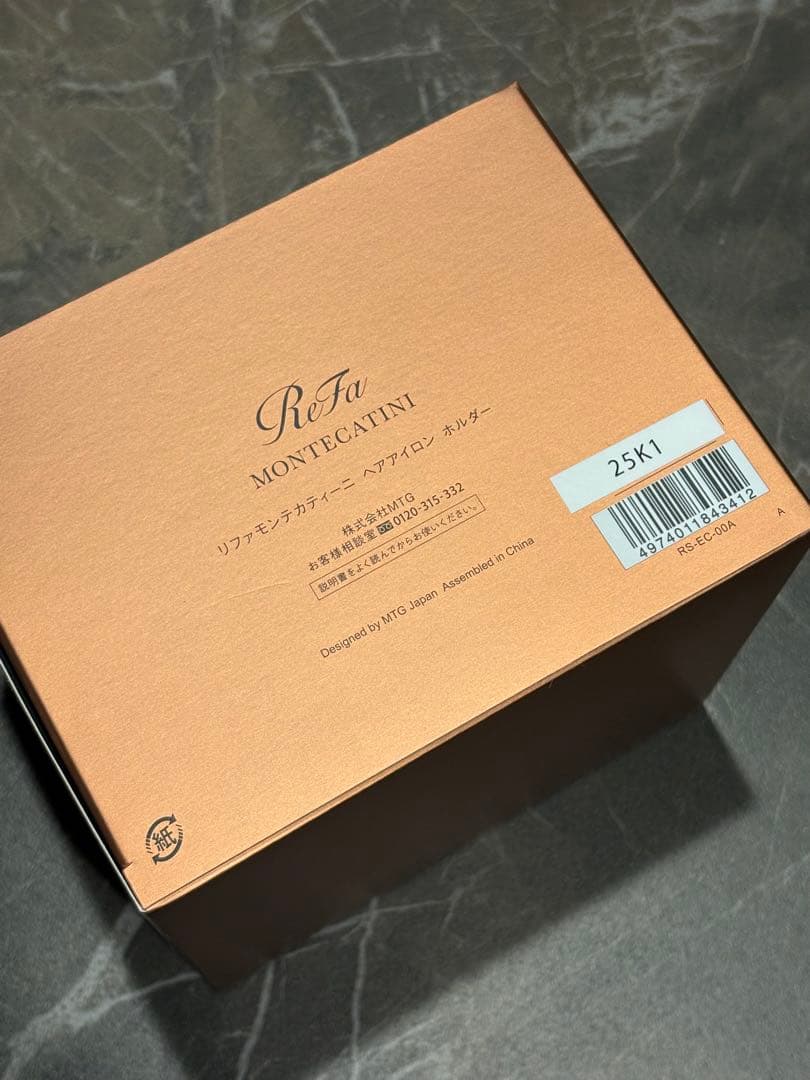 ReFa
MONTECATINI
リファモンテカティーニ ヘアアイロン ホルダー
株式会社MTG
お客様相談室 0120-315-332
説明書をよく読んでからお使いください。
Designed by MTG Japan Assembled in China
25K1
4974011843412
RS-EC-00A
A
紙